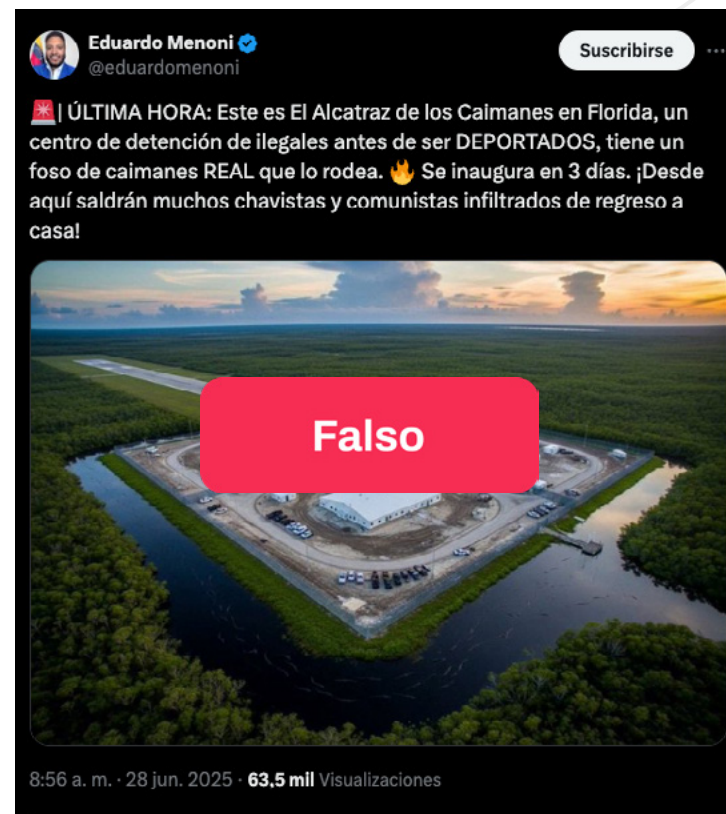 Eduardo Menoni
@eduardomenoni
Suscribirse
| ÚLTIMA HORA: Este es El Alcatraz de los Caimanes en Florida, un
centro de detención de ilegales antes de ser DEPORTADOS, tiene un
foso de caimanes REAL que lo rodea. 🔥 Se inaugura en 3 días. ¡Desde
aquí saldrán muchos chavistas y comunistas infiltrados de regreso a
casa!
Falso
8:56 a. m. · 28 jun. 2025 · 63,5 mil Visualizaciones